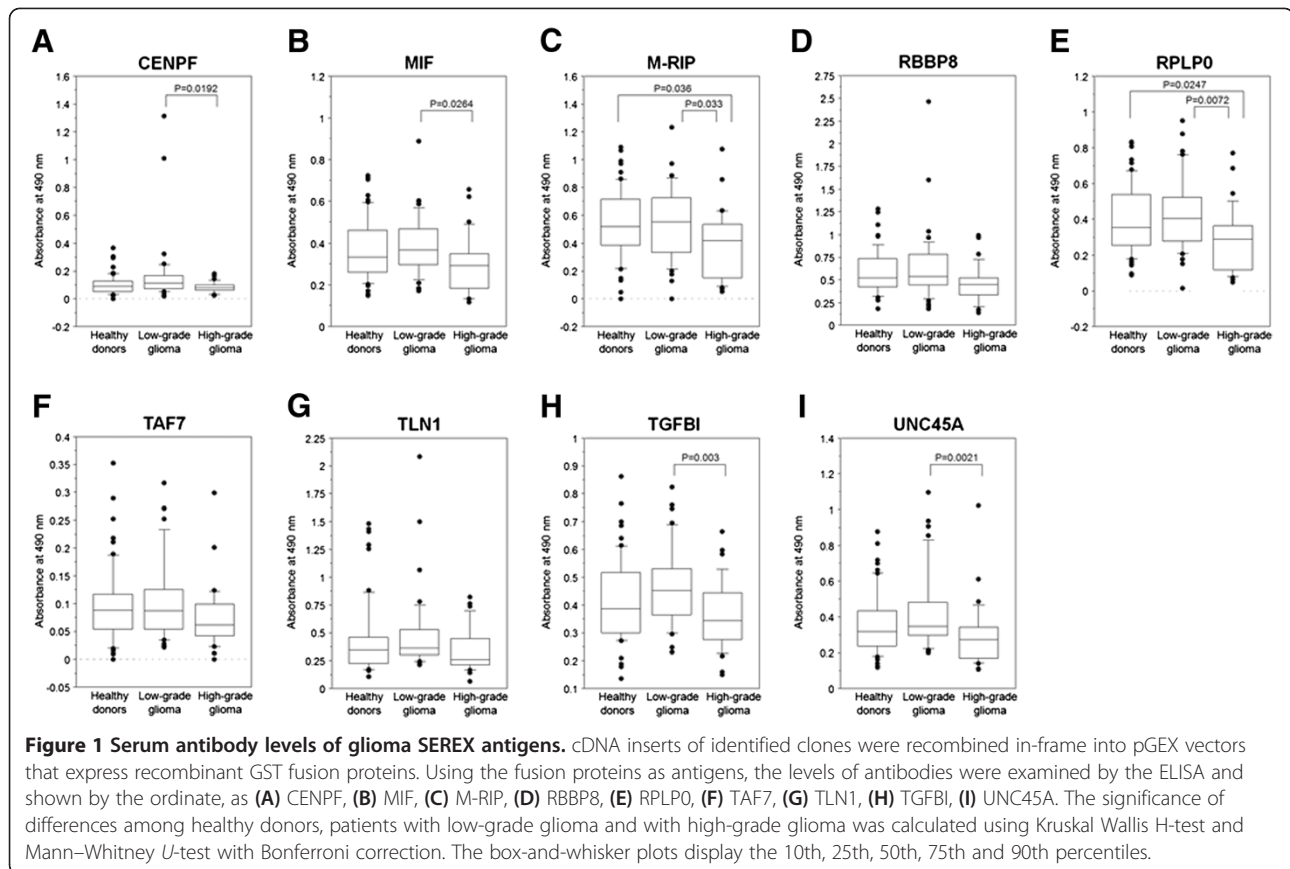 A
CENPF
Absorbance at 490 nm
1.6
1.4
1.2
1
0.8
0.6
0.4
0.2
0
-0.2
P=0.0192
Healthy donors
Low-grade glioma
High-grade glioma
B
MIF
Absorbance at 490 nm
1.2
1
0.8
0.6
0.4
0.2
0
P=0.0264
Healthy donors
Low-grade glioma
High-grade glioma
C
M-RIP
Absorbance at 490 nm
1.6
1.4
1.2
1
0.8
0.6
0.4
0.2
0
-0.2
P=0.036
P=0.033
Healthy donors
Low-grade glioma
High-grade glioma
D
RBBP8
Absorbance at 490 nm
2.75
2.5
2.25
2
1.75
1.5
1.25
1
0.75
0.5
0.25
0
Healthy donors
Low-grade glioma
High-grade glioma
E
RPLP0
Absorbance at 490 nm
1.2
1
0.8
0.6
0.4
0.2
0
-0.2
P=0.0247
P=0.0072
Healthy donors
Low-grade glioma
High-grade glioma
F
TAF7
Absorbance at 490 nm
0.4
0.35
0.3
0.25
0.2
0.15
0.1
0.05
0
-0.05
Healthy donors
Low-grade glioma
High-grade glioma
G
TLN1
Absorbance at 490 nm
2.25
2
1.75
1.5
1.25
1
0.75
0.5
0.25
0
Healthy donors
Low-grade glioma
High-grade glioma
H
TGFBI
Absorbance at 490 nm
1
0.9
0.8
0.7
0.6
0.5
0.4
0.3
0.2
0.1
P=0.003
Healthy donors
Low-grade glioma
High-grade glioma
I
UNC45A
Absorbance at 490 nm
1.4
1.2
1
0.8
0.6
0.4
0.2
0
P=0.0021
Healthy donors
Low-grade glioma
High-grade glioma
Figure 1 Serum antibody levels of glioma SEREX antigens. cDNA inserts of identified clones were recombined in-frame into pGEX vectors
that express recombinant GST fusion proteins. Using the fusion proteins as antigens, the levels of antibodies were examined by the ELISA and
shown by the ordinate, as (A) CENPF, (B) MIF, (C) M-RIP, (D) RBBP8, (E) RPLP0, (F) TAF7, (G) TLN1, (H) TGFBI, (I) UNC45A. The significance of
differences among healthy donors, patients with low-grade glioma and with high-grade glioma was calculated using Kruskal Wallis H-test and
Mann–Whitney U-test with Bonferroni correction. The box-and-whisker plots display the 10th, 25th, 50th, 75th and 90th percentiles.